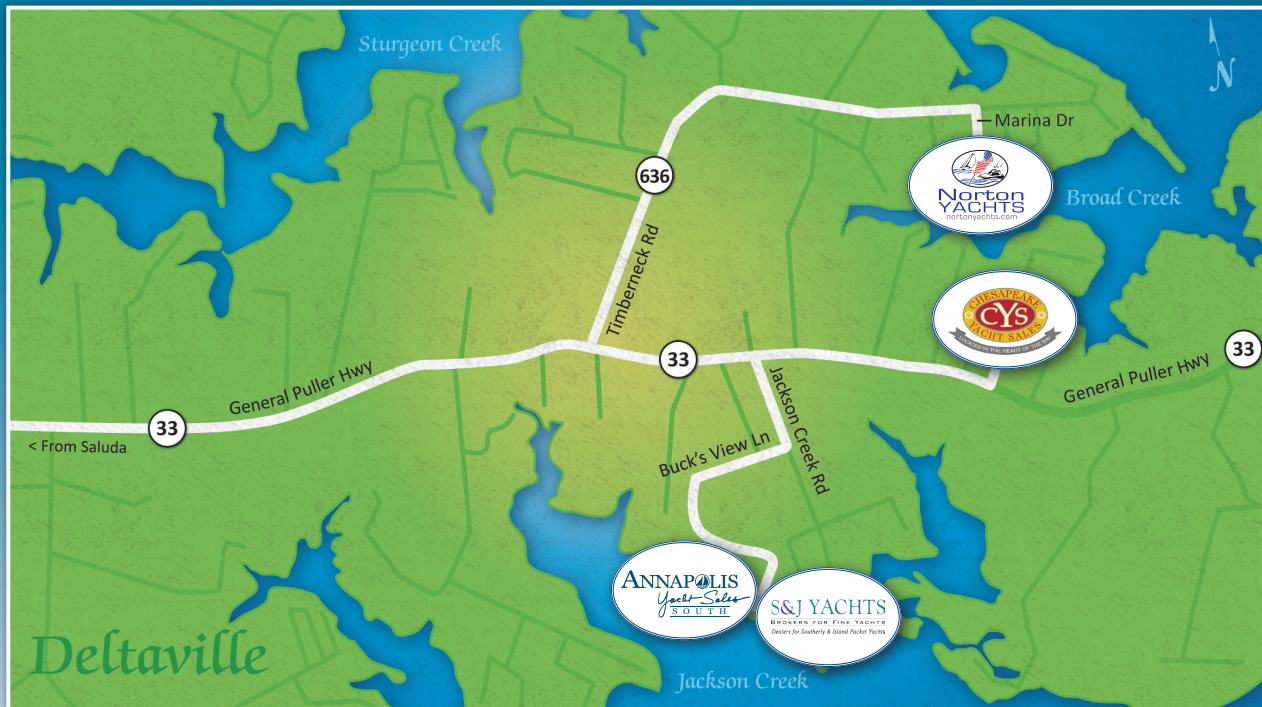 Sturgeon Creek
N
Marina Dr
636
Norton
YACHTS
nortonyachts.com
Broad Creek
Timberneck Rd
CHESAPEAKE
CYS
YACHT SALES
LOCATED IN THE HEART OF THE BAY
33
33
General Puller Hwy
General Puller Hwy
Jackson Creek Rd
33
< From Saluda
Buck's View Ln
ANNAPOLIS
Yacht Sales
SOUTH
S&J YACHTS
BROKERS FOR FINE YACHTS
Dealers for Southerly & Island Packet Yachts
Deltaville
Jackson Creek